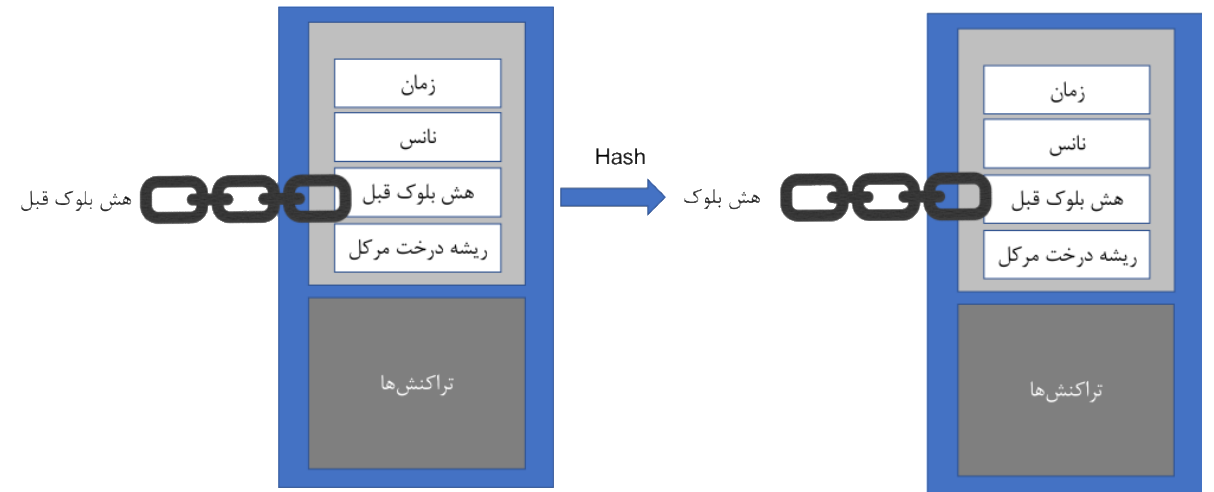 زمان
نانس
هش بلوک قبل
هش بلوک قبل
ریشه درخت مرکل
تراکنش‌ها
Hash
هش بلوک
زمان
نانس
هش بلوک قبل
ریشه درخت مرکل
تراکنش‌ها